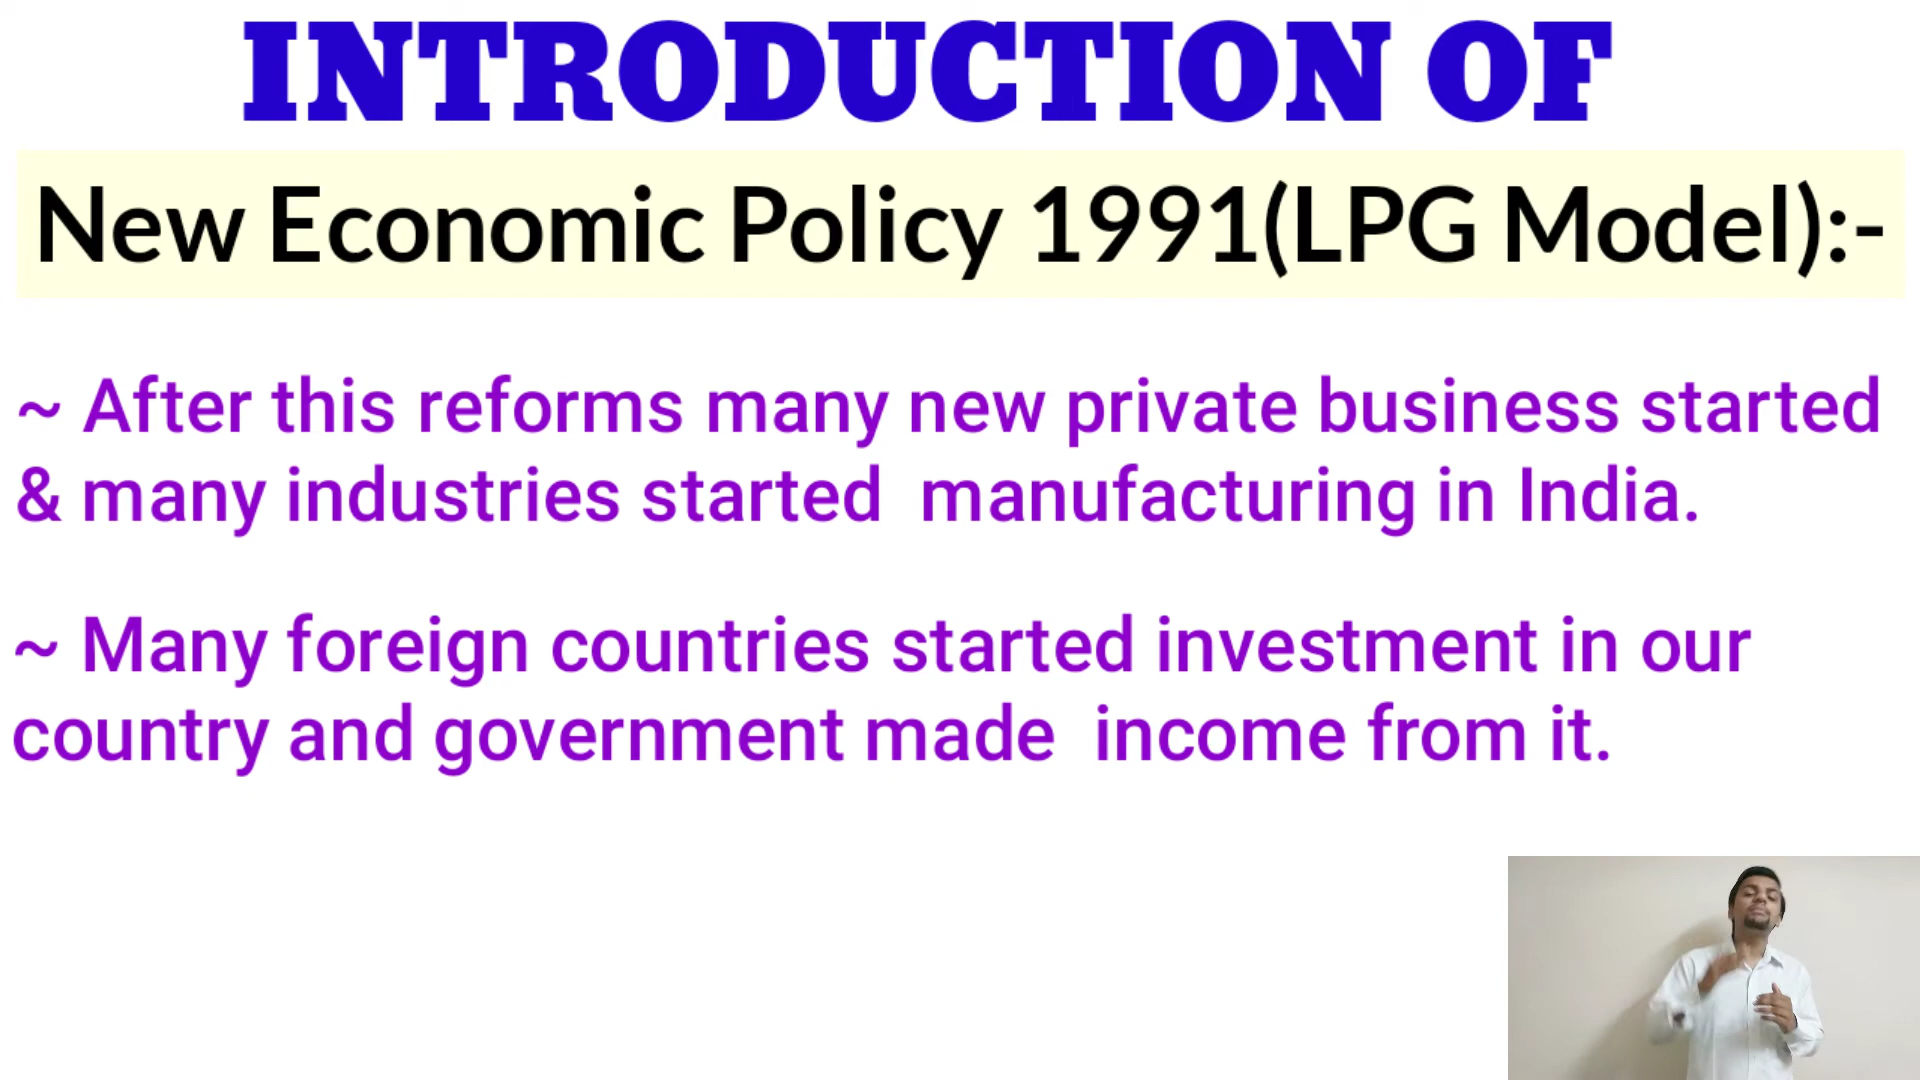 INTRODUCTION OF
New Economic Policy 1991(LPG Model):-
~ After this reforms many new private business started
& many industries started  manufacturing in India.
~ Many foreign countries started investment in our
country and government made  income from it.